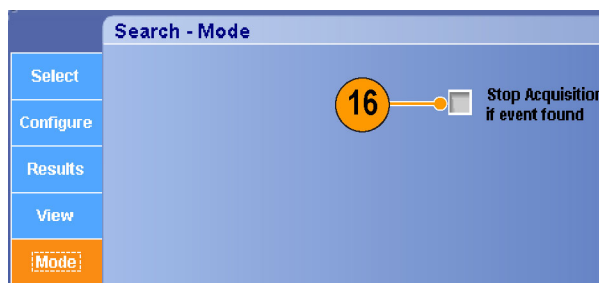 Search - Mode
Select
Configure
Results
View
Mode
16
Stop Acquisition
if event found